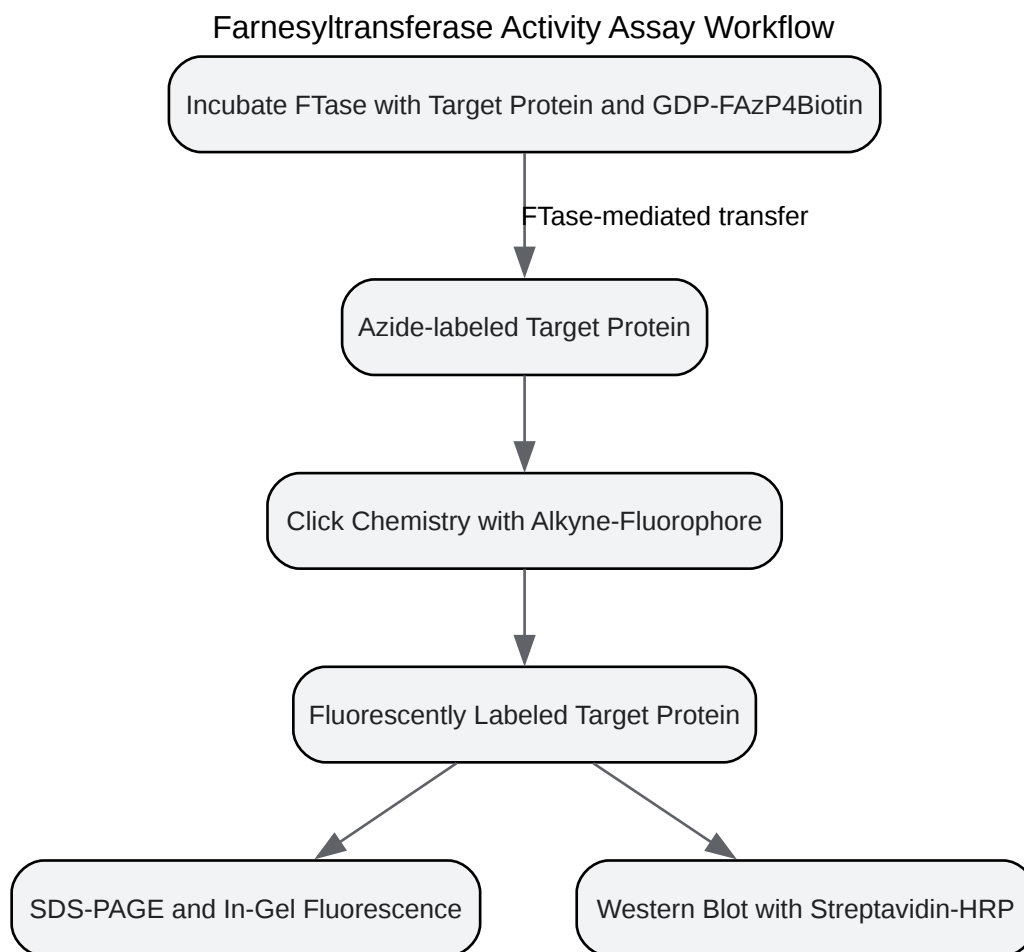 Farnesyltransferase Activity Assay Workflow
Incubate FTase with Target Protein and GDP-FAzP4Biotin
FTase-mediated transfer
Azide-labeled Target Protein
Click Chemistry with Alkyne-Fluorophore
Fluorescently Labeled Target Protein
SDS-PAGE and In-Gel Fluorescence
Western Blot with Streptavidin-HRP